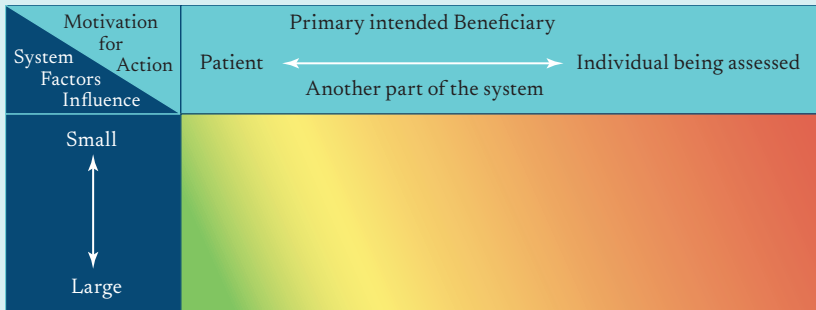 Motivation
for
Action
System
Factors
Influence
Primary intended Beneficiary
Patient
Individual being assessed
Another part of the system
Small
Large